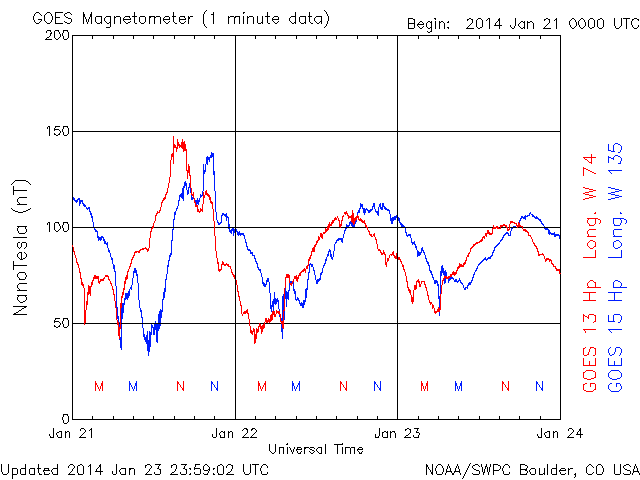 GOES Magnetometer (1 minute data)
Begin: 2014 Jan 21 0000 UTC
200
150
100
50
0
NanoTesla (nT)
M M N N M M N N M M N N
Jan 21 Jan 22 Jan 23 Jan 24
Universal Time
GOES 13 Hp Long. W 74
GOES 15 Hp Long. W 135
Updated 2014 Jan 23 23:59:02 UTC
NOAA/SWPC Boulder, CO USA